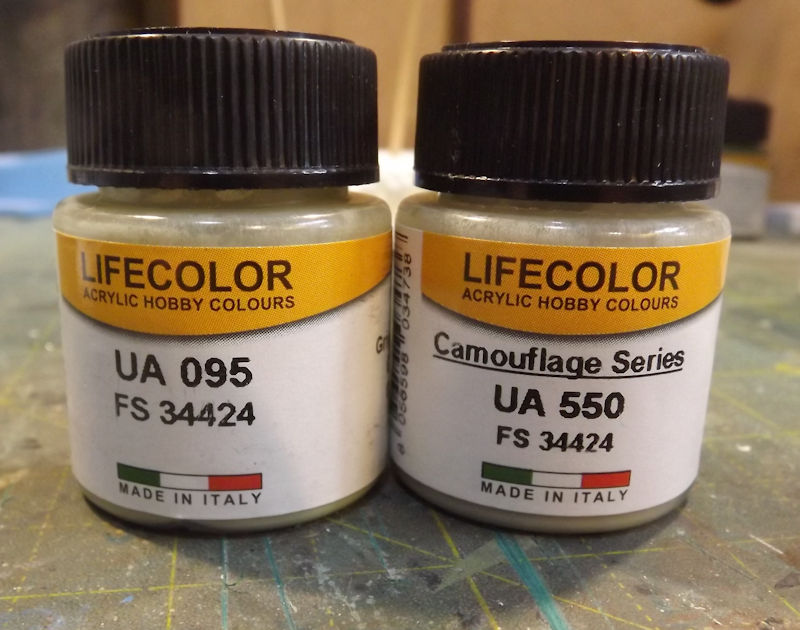 LIFECOLOR
ACRYLIC HOBBY COLOURS
UA 095
FS 34424
MADE IN ITALY
LIFECOLOR
ACRYLIC HOBBY COLOURS
Camouflage Series
UA 550
FS 34424
MADE IN ITALY